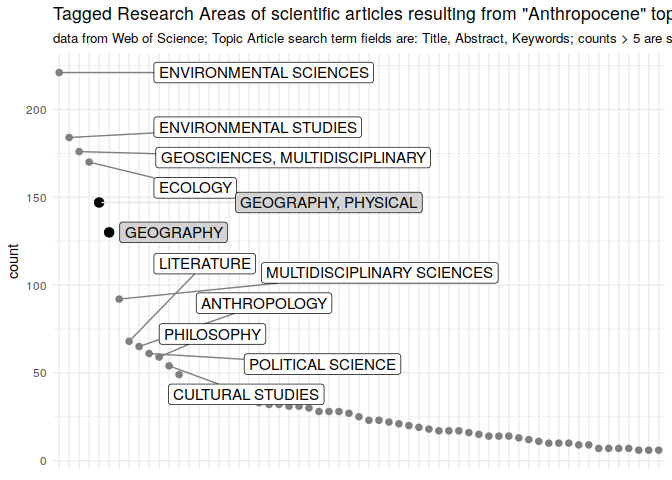 Tagged Research Areas of scientific articles resulting from "Anthropocene" top
data from Web of Science; Topic Article search term fields are: Title, Abstract, Keywords; counts > 5 are s
ENVIRONMENTAL SCIENCES
200
ENVIRONMENTAL STUDIES
GEOSCIENCES, MULTIDISCIPLINARY
ECOLOGY
150
GEOGRAPHY, PHYSICAL
GEOGRAPHY
count
LITERATURE
MULTIDISCIPLINARY SCIENCES
100
ANTHROPOLOGY
PHILOSOPHY
POLITICAL SCIENCE
50
CULTURAL STUDIES
0